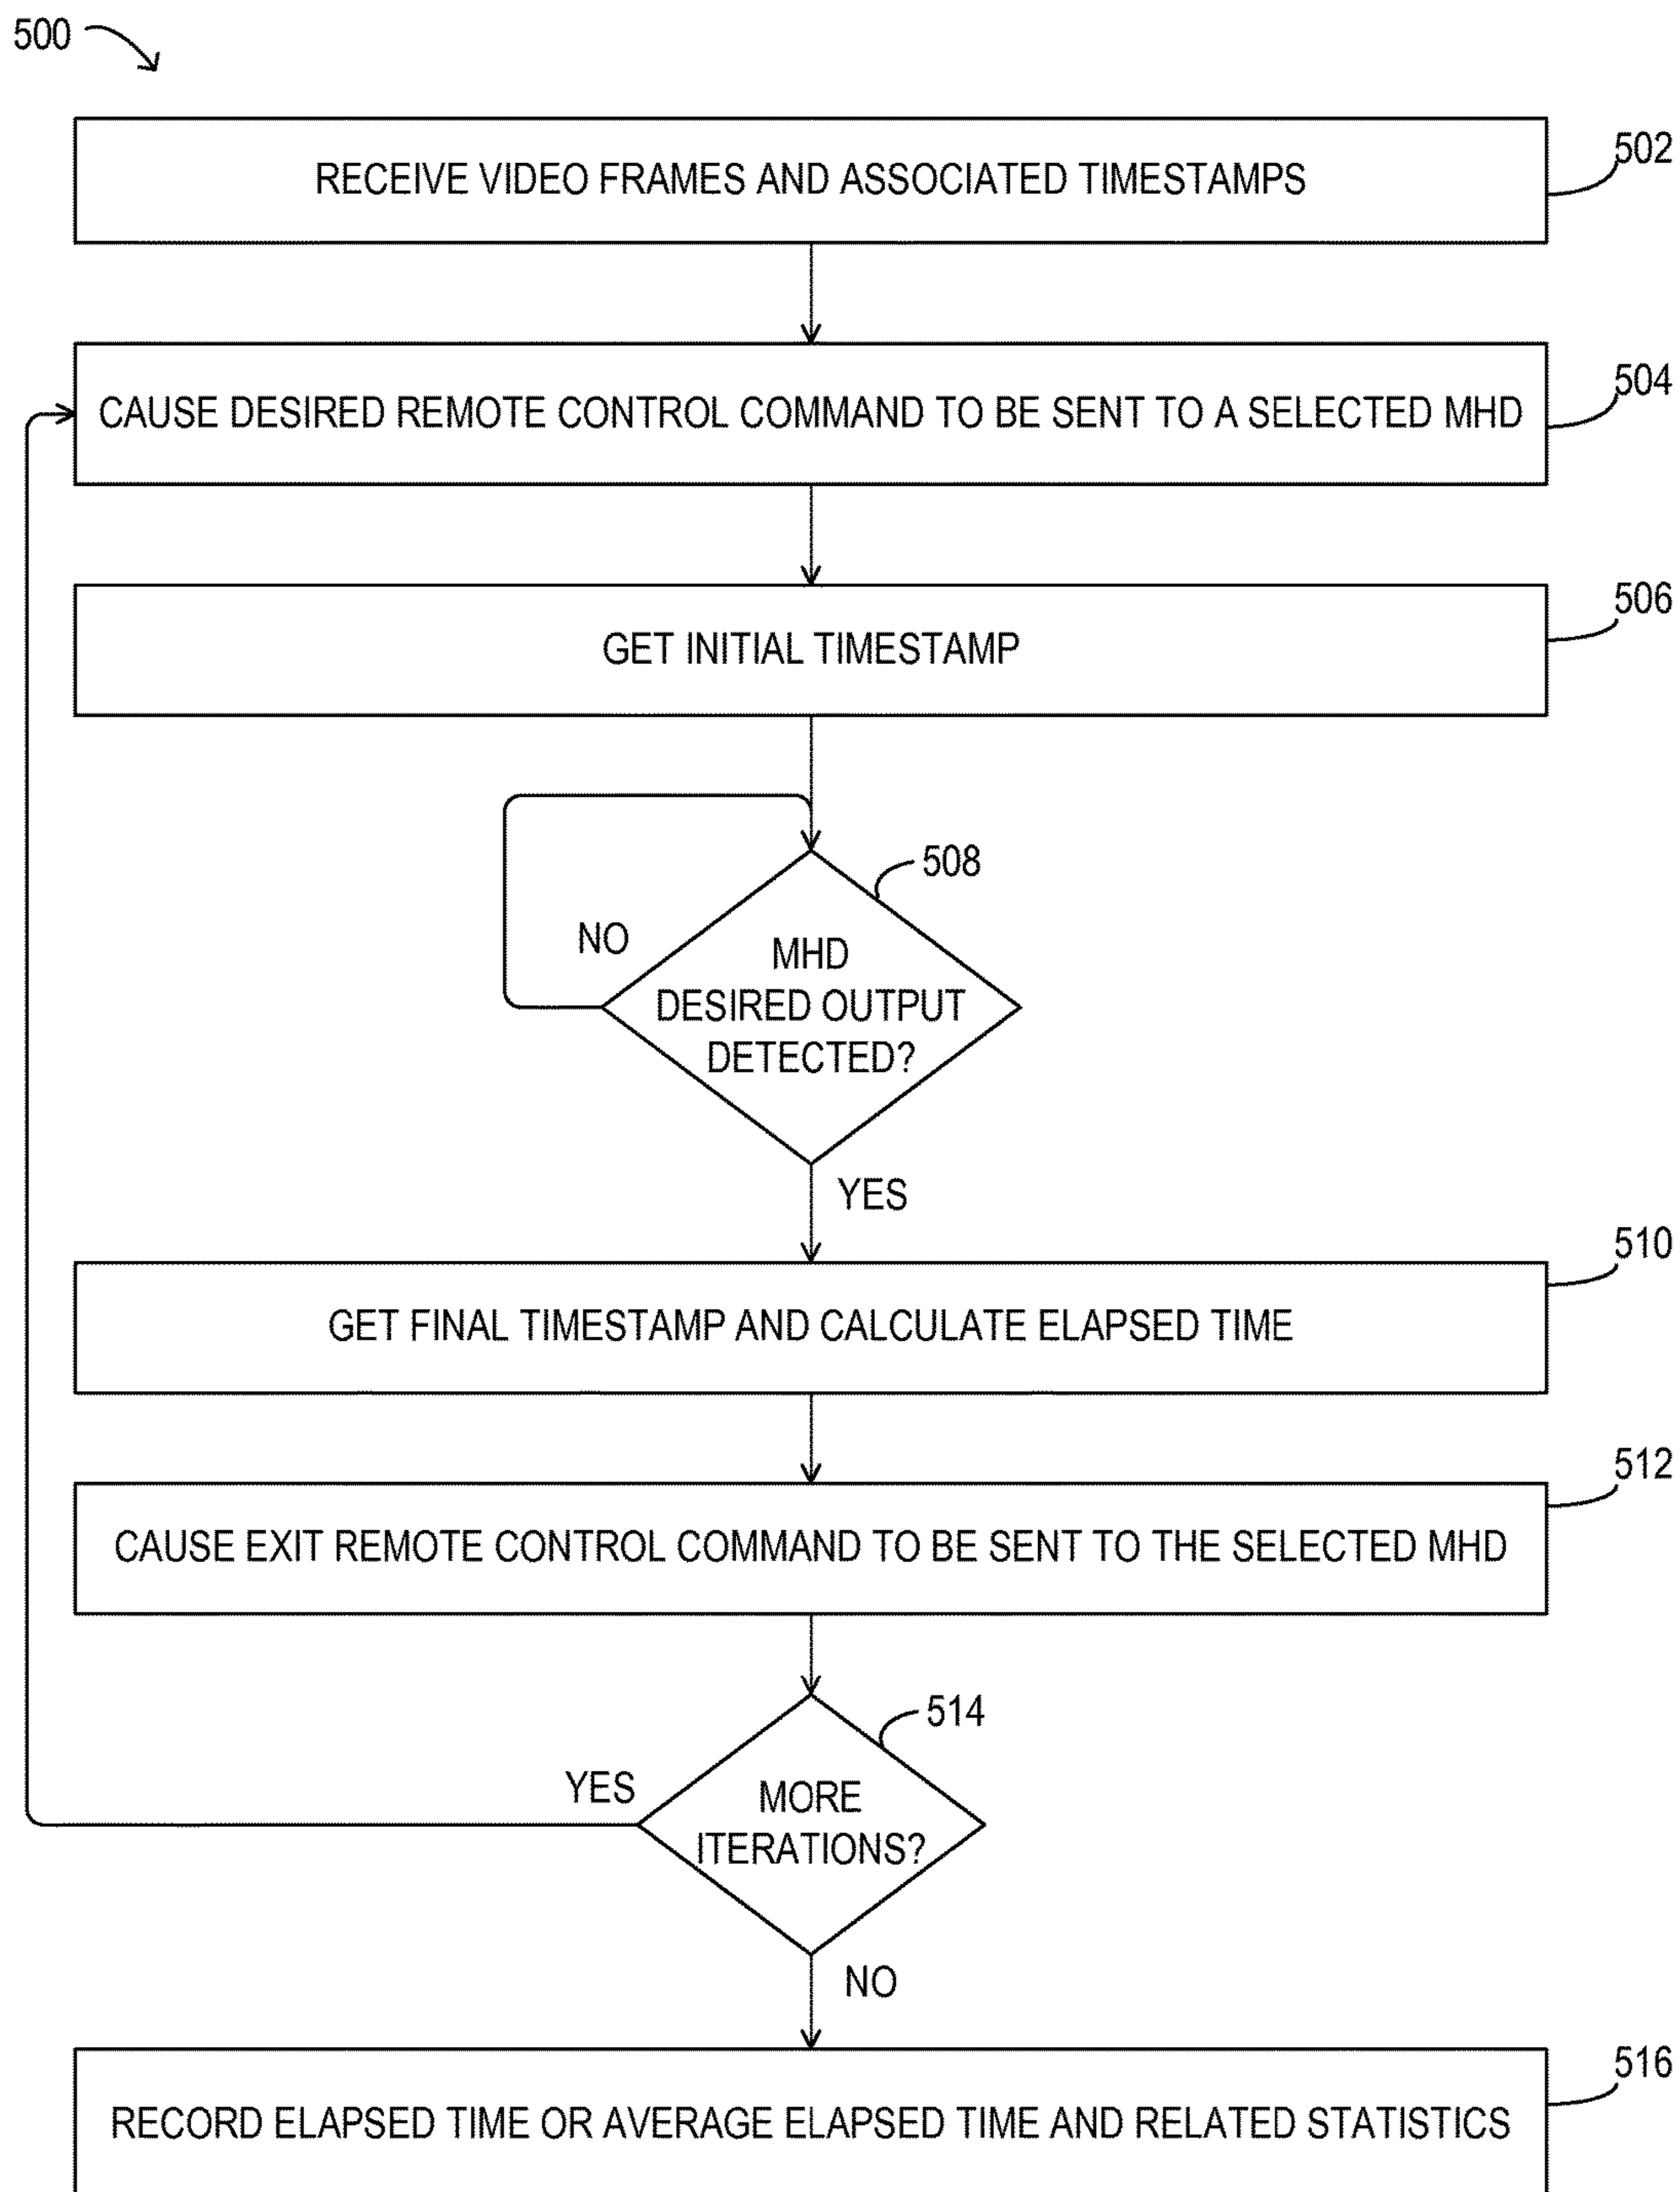 500
RECEIVE VIDEO FRAMES AND ASSOCIATED TIMESTAMPS
502
CAUSE DESIRED REMOTE CONTROL COMMAND TO BE SENT TO A SELECTED MHD
504
GET INITIAL TIMESTAMP
506
508
NO
MHD
DESIRED OUTPUT
DETECTED?
YES
GET FINAL TIMESTAMP AND CALCULATE ELAPSED TIME
510
CAUSE EXIT REMOTE CONTROL COMMAND TO BE SENT TO THE SELECTED MHD
512
514
YES
MORE
ITERATIONS?
NO
RECORD ELAPSED TIME OR AVERAGE ELAPSED TIME AND RELATED STATISTICS
516